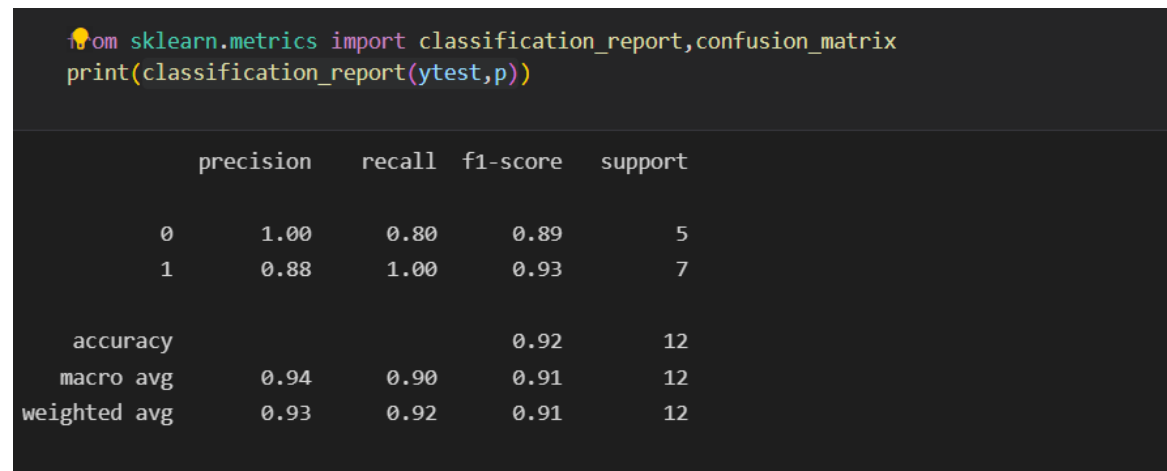 from sklearn.metrics import classification_report,confusion_matrix
print(classification_report(ytest,p))
precision recall f1-score support
0 1.00 0.80 0.89 5
1 0.88 1.00 0.93 7
accuracy 0.92 12
macro avg 0.94 0.90 0.91 12
weighted avg 0.93 0.92 0.91 12